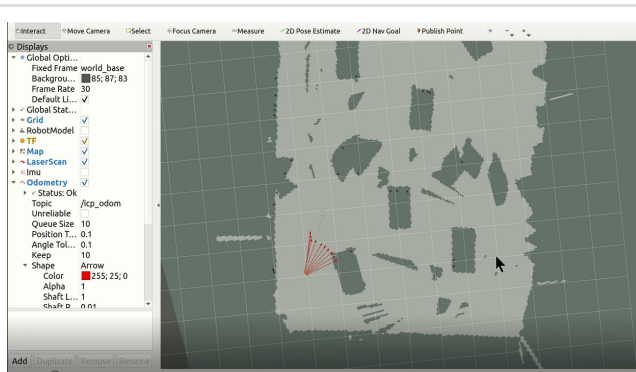 Interact Move Camera Select Focus Camera Measure 2D Pose Estimate 2D Nav Goal Publish Point
Displays
Global Opti...
Fixed Frame world_base
Backgrou... 85; 87; 83
Frame Rate 30
Default Li...
Global Stat...
Grid
RobotModel
TF
Map
LaserScan
Imu
Odometry
Status: Ok
Topic /icp_odom
Unreliable
Queue Size 10
Position T... 0.1
Angle Tol... 0.1
Keep 10
Shape Arrow
Color 255; 25; 0
Alpha 1
Shaft L... 1
Shaft R... 0.01
Add Duplicate Remove Rename